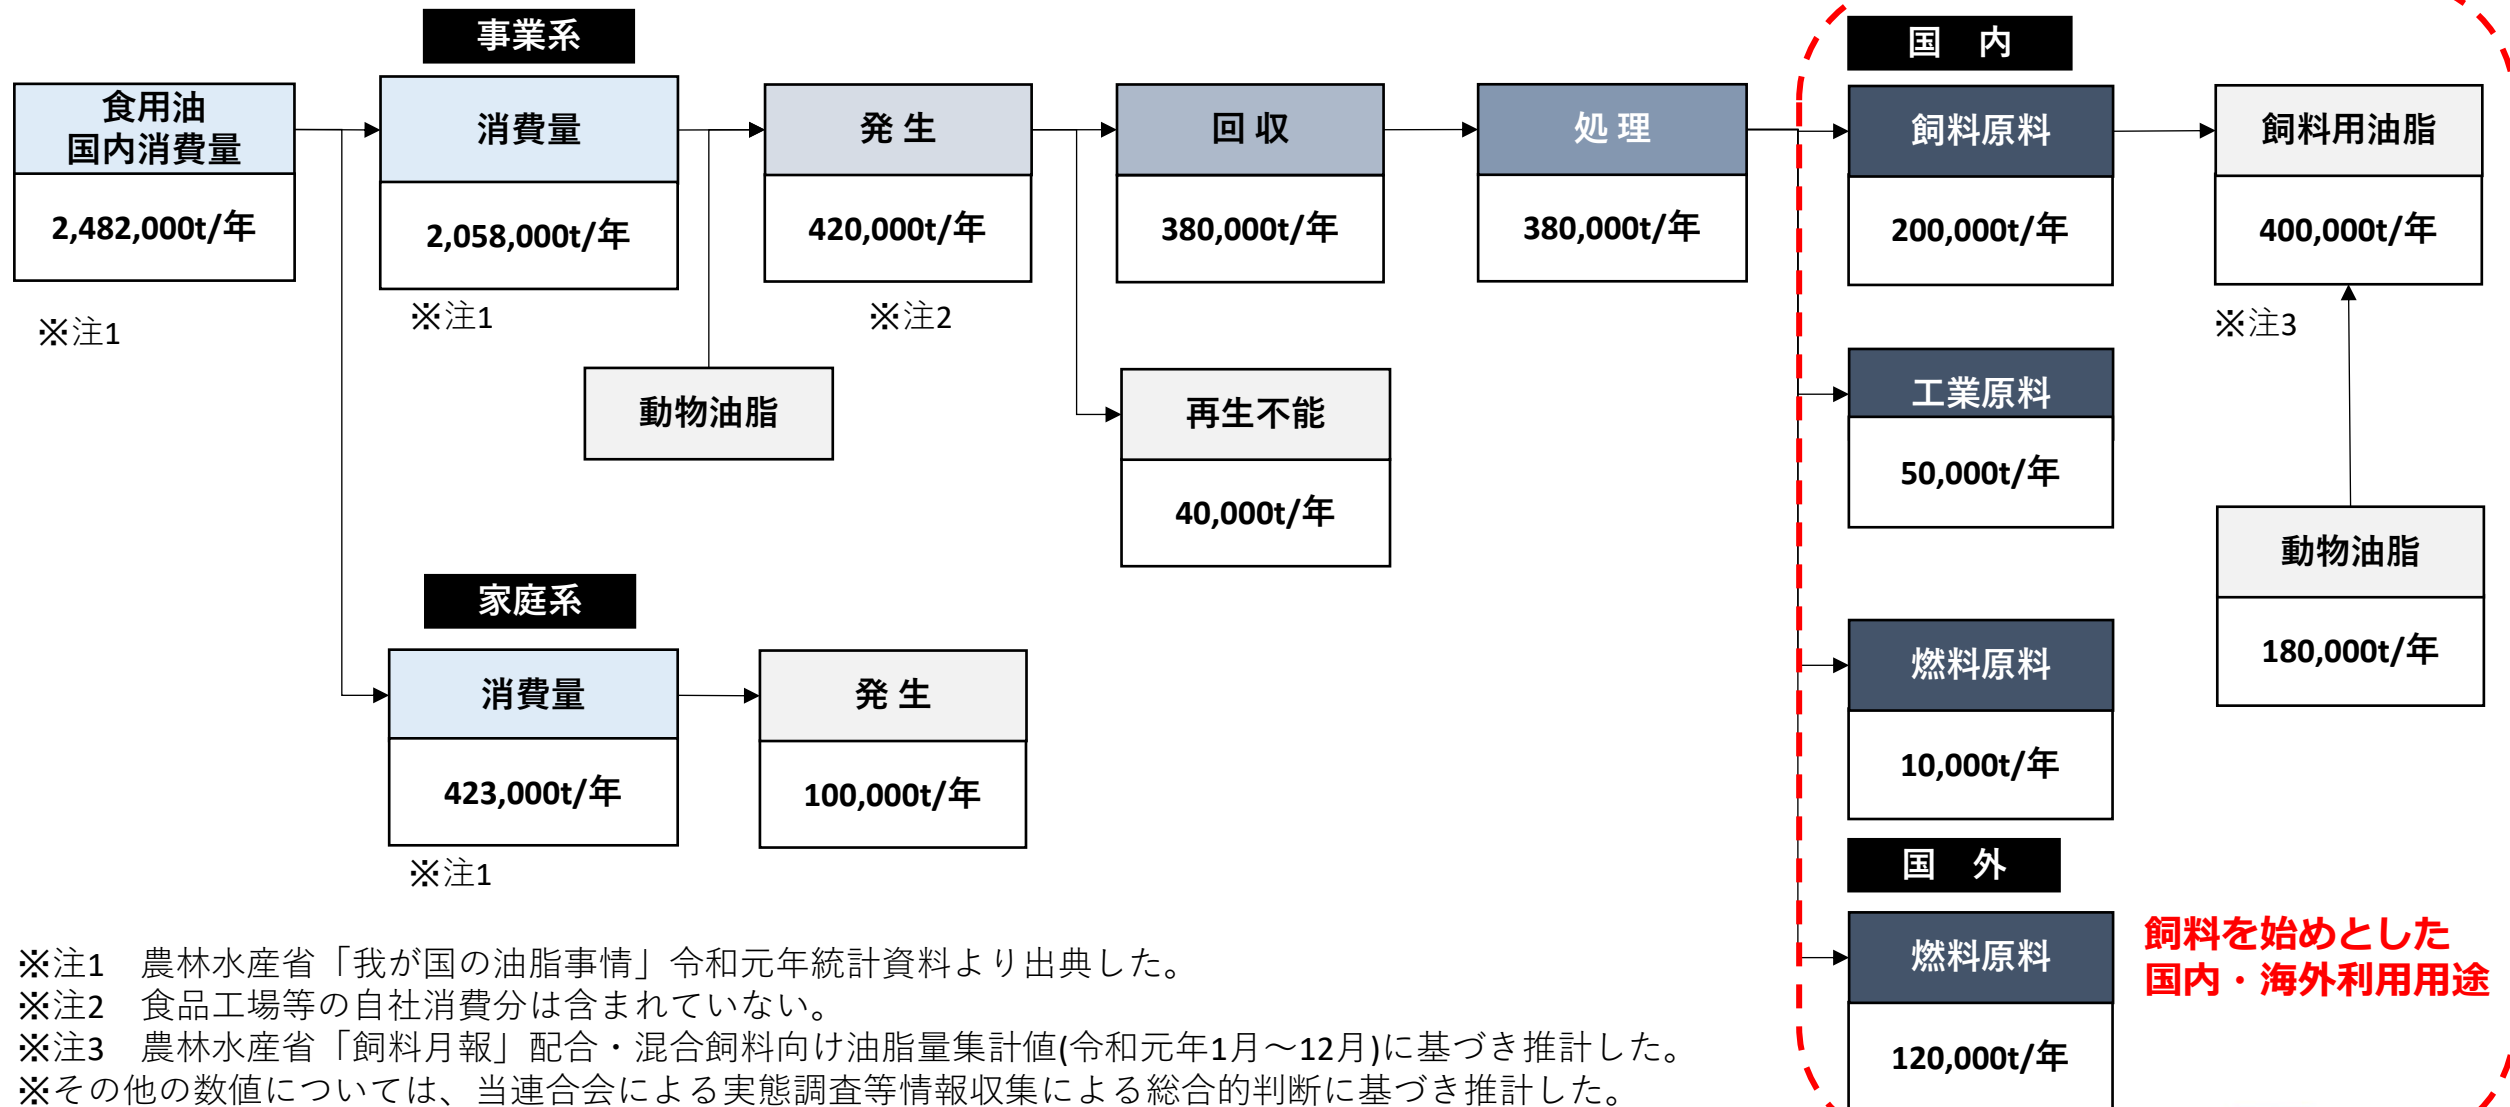 事業系
国 内
食用油
国内消費量
2,482,000t/年
※注1
消費量
2,058,000t/年
※注1
発 生
420,000t/年
※注2
回 収
380,000t/年
処 理
380,000t/年
飼料原料
200,000t/年
飼料用油脂
400,000t/年
※注3
動物油脂
再生不能
40,000t/年
工業原料
50,000t/年
動物油脂
180,000t/年
家庭系
消費量
423,000t/年
※注1
発 生
100,000t/年
燃料原料
10,000t/年
国 外
燃料原料
120,000t/年
飼料を始めとした
国内・海外利用用途
※注1 農林水産省「我が国の油脂事情」令和元年統計資料より出典した。
※注2 食品工場等の自社消費分は含まれていない。
※注3 農林水産省「飼料月報」配合・混合飼料向け油脂量集計値(令和元年1月～12月)に基づき推計した。
※その他の数値については、当連合会による実態調査等情報収集による総合的判断に基づき推計した。